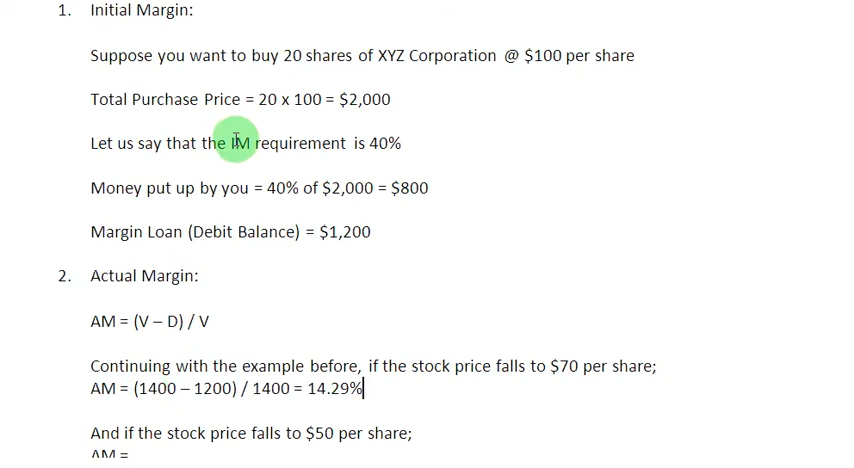 1. Initial Margin:
Suppose you want to buy 20 shares of XYZ Corporation @ $100 per share
Total Purchase Price = 20 x 100 = $2,000
Let us say that the IM requirement is 40%
Money put up by you = 40% of $2,000 = $800
Margin Loan (Debit Balance) = $1,200
2. Actual Margin:
AM = (V – D) / V
Continuing with the example before, if the stock price falls to $70 per share;
AM = (1400 – 1200) / 1400 = 14.29%
And if the stock price falls to $50 per share;
AM =